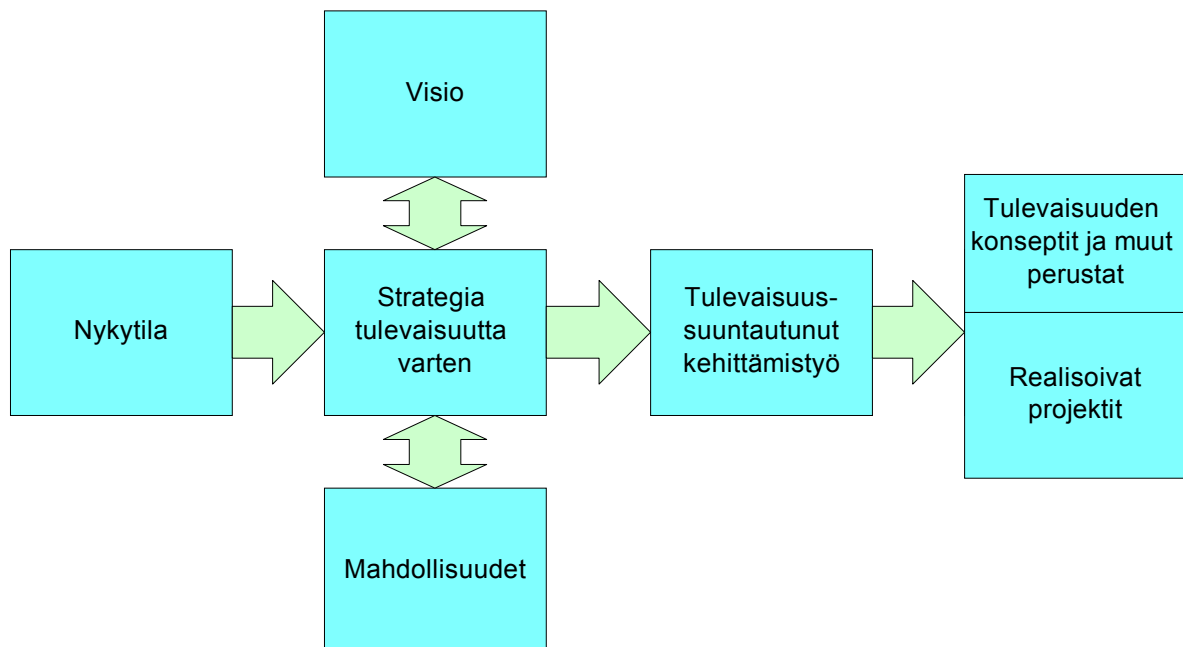 Visio
Nykytila
Strategia
tulevaisuutta
varten
Tulevaisuus-
suuntautunut
kehittämistyö
Tulevaisuuden
konseptit ja muut
perustat
Realisoivat
projektit
Mahdollisuudet